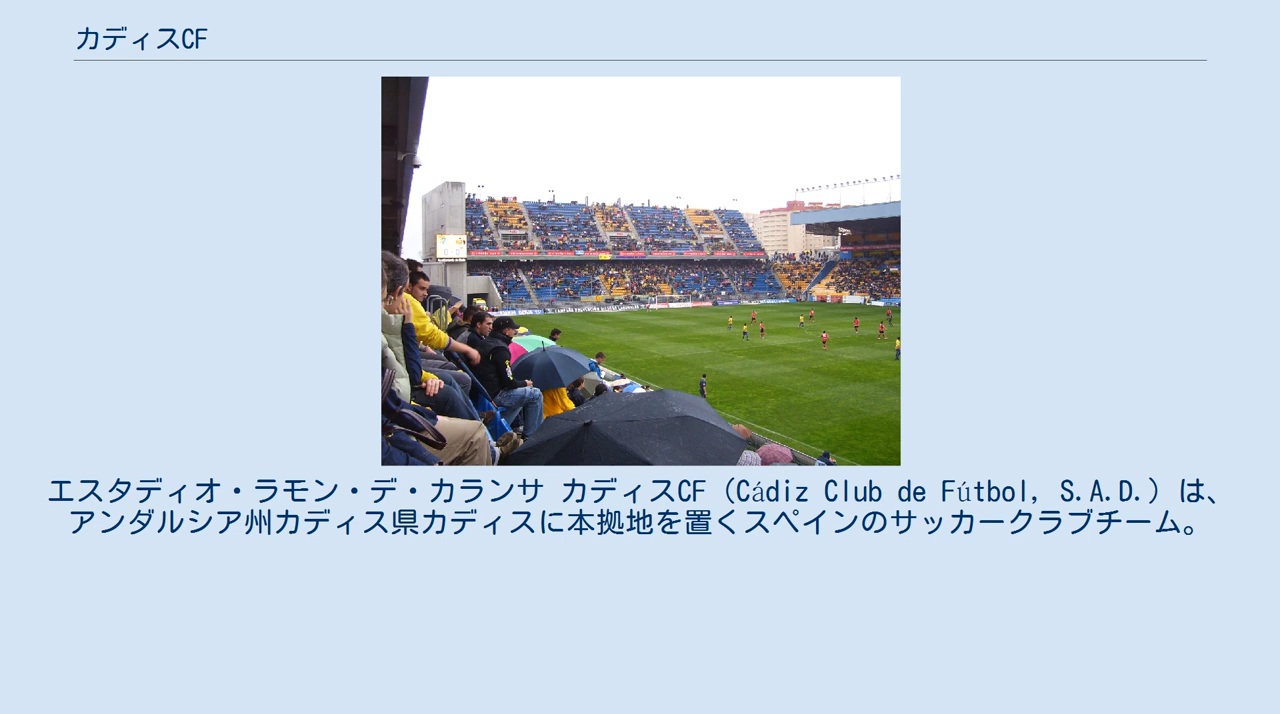 カディスCF
エスタディオ・ラモン・デ・カランサ カディスCF（Cádiz Club de Fútbol, S.A.D.）は、
アンダルシア州カディス県カディスに本拠地を置くスペインのサッカークラブチーム。